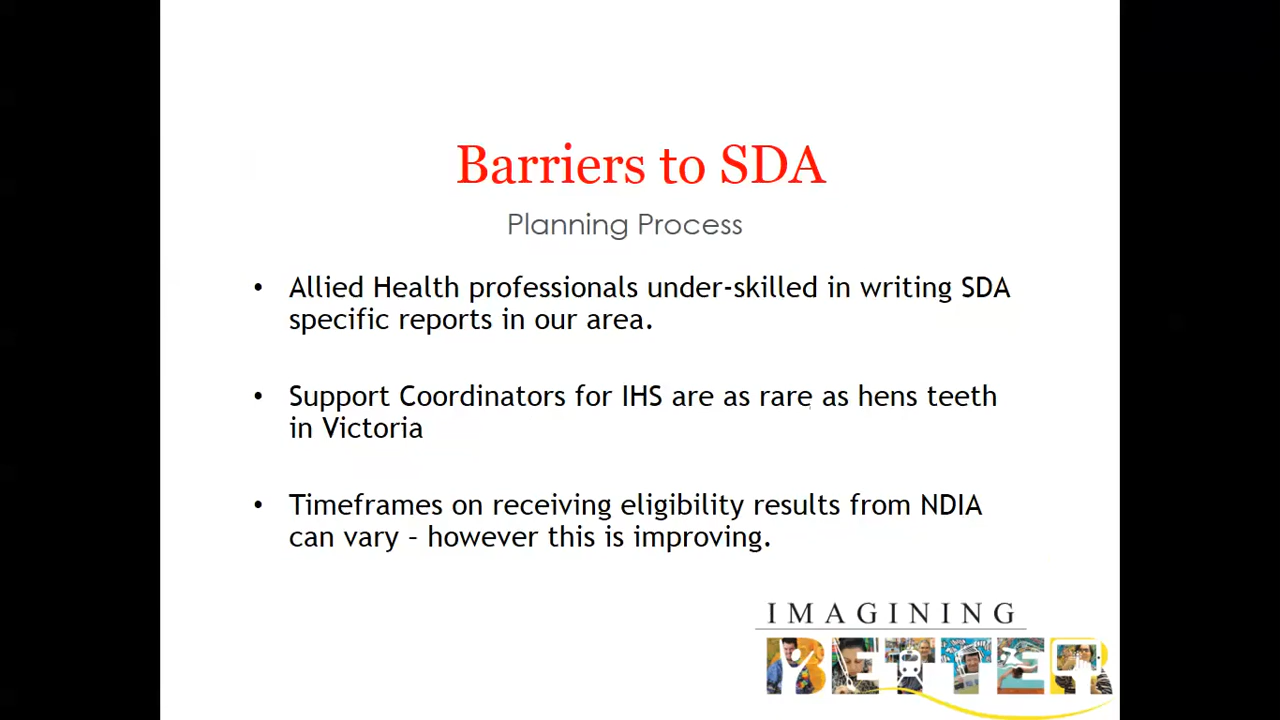 Barriers to SDA
Planning Process
• Allied Health professionals under-skilled in writing SDA
specific reports in our area.
• Support Coordinators for IHS are as rare as hens teeth
in Victoria
• Timeframes on receiving eligibility results from NDIA
can vary – however this is improving.
IMAGINING
BETTER